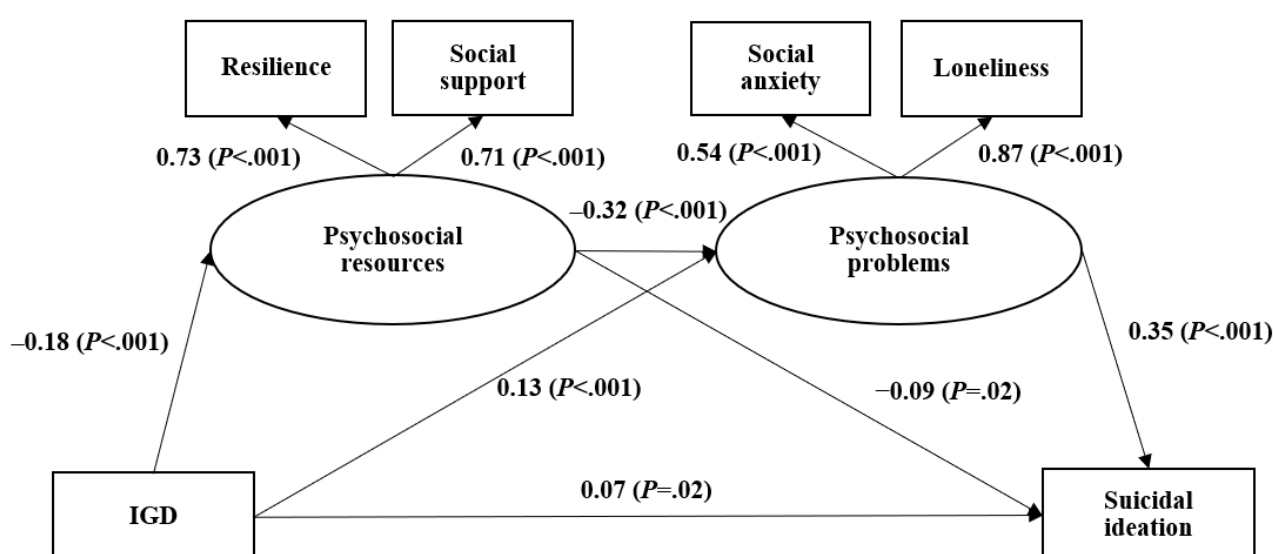 Resilience
Social
support
Social
anxiety
Loneliness
0.73 (P<.001)
0.71 (P<.001)
0.54 (P<.001)
0.87 (P<.001)
Psychosocial
resources
–0.32 (P<.001)
Psychosocial
problems
–0.18 (P<.001)
0.13 (P<.001)
–0.09 (P=.02)
0.35 (P<.001)
IGD
0.07 (P=.02)
Suicidal
ideation